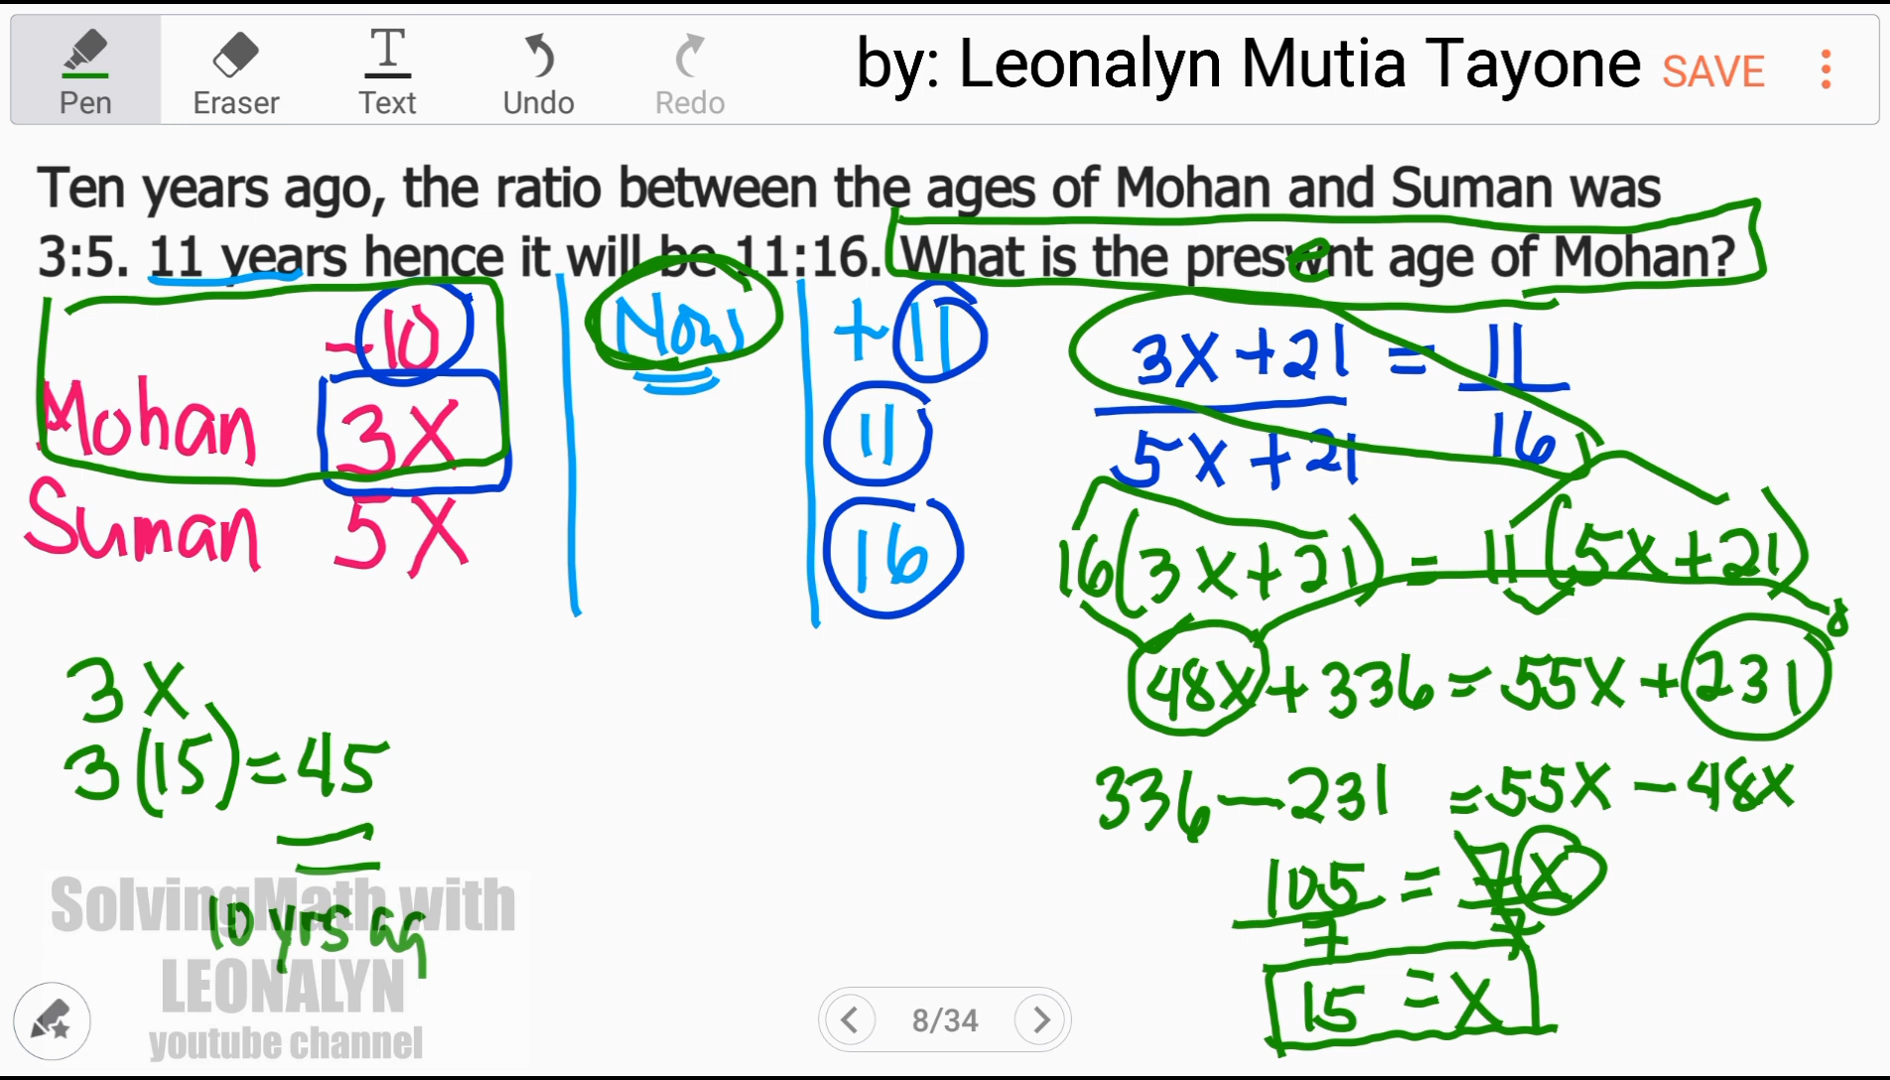 Pen Eraser Text Undo Redo by: Leonalyn Mutia Tayone SAVE
Ten years ago, the ratio between the ages of Mohan and Suman was
3:5. 11 years hence it will be 11:16. What is the present age of Mohan?
-10 Now +11
Mohan 3X 11
Suman 5X 16
3X+21 = 11
5X+21 16
16(3X+21) = 11(5X+21)
48X+336=55X+231
336-231 =55X-48X
105 = 7X
7 7
15 = X
3X
3(15)=45
10 yrs ag
SolvingMath with
LEONALYN
youtube channel
8/34